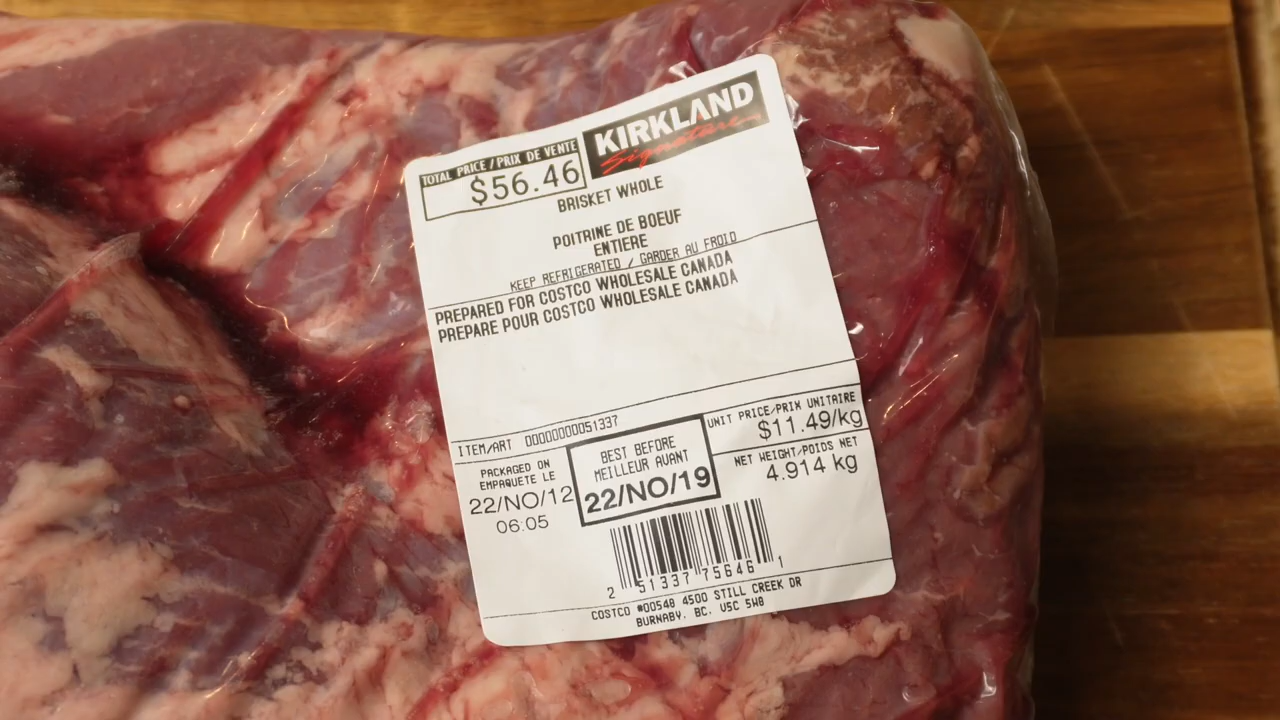 KIRKLAND
Signature
TOTAL PRICE / PRIX DE VENTE
$56.46
BRISKET WHOLE
POITRINE DE BOEUF
ENTIERE
KEEP REFRIGERATED / GARDER AU FROID
PREPARED FOR COSTCO WHOLESALE CANADA
PREPARE POUR COSTCO WHOLESALE CANADA
ITEM/ART 00000000051337
PACKAGED ON
EMPAQUETE LE
22/NO/12
06:05
BEST BEFORE
MEILLEUR AVANT
22/NO/19
UNIT PRICE/PRIX UNITAIRE
$11.49/kg
NET WEIGHT/POIDS NET
4.914 kg
2 51337 75646 1
COSTCO #00548 4500 STILL CREEK DR
BURNABY, BC, V5C 5W8